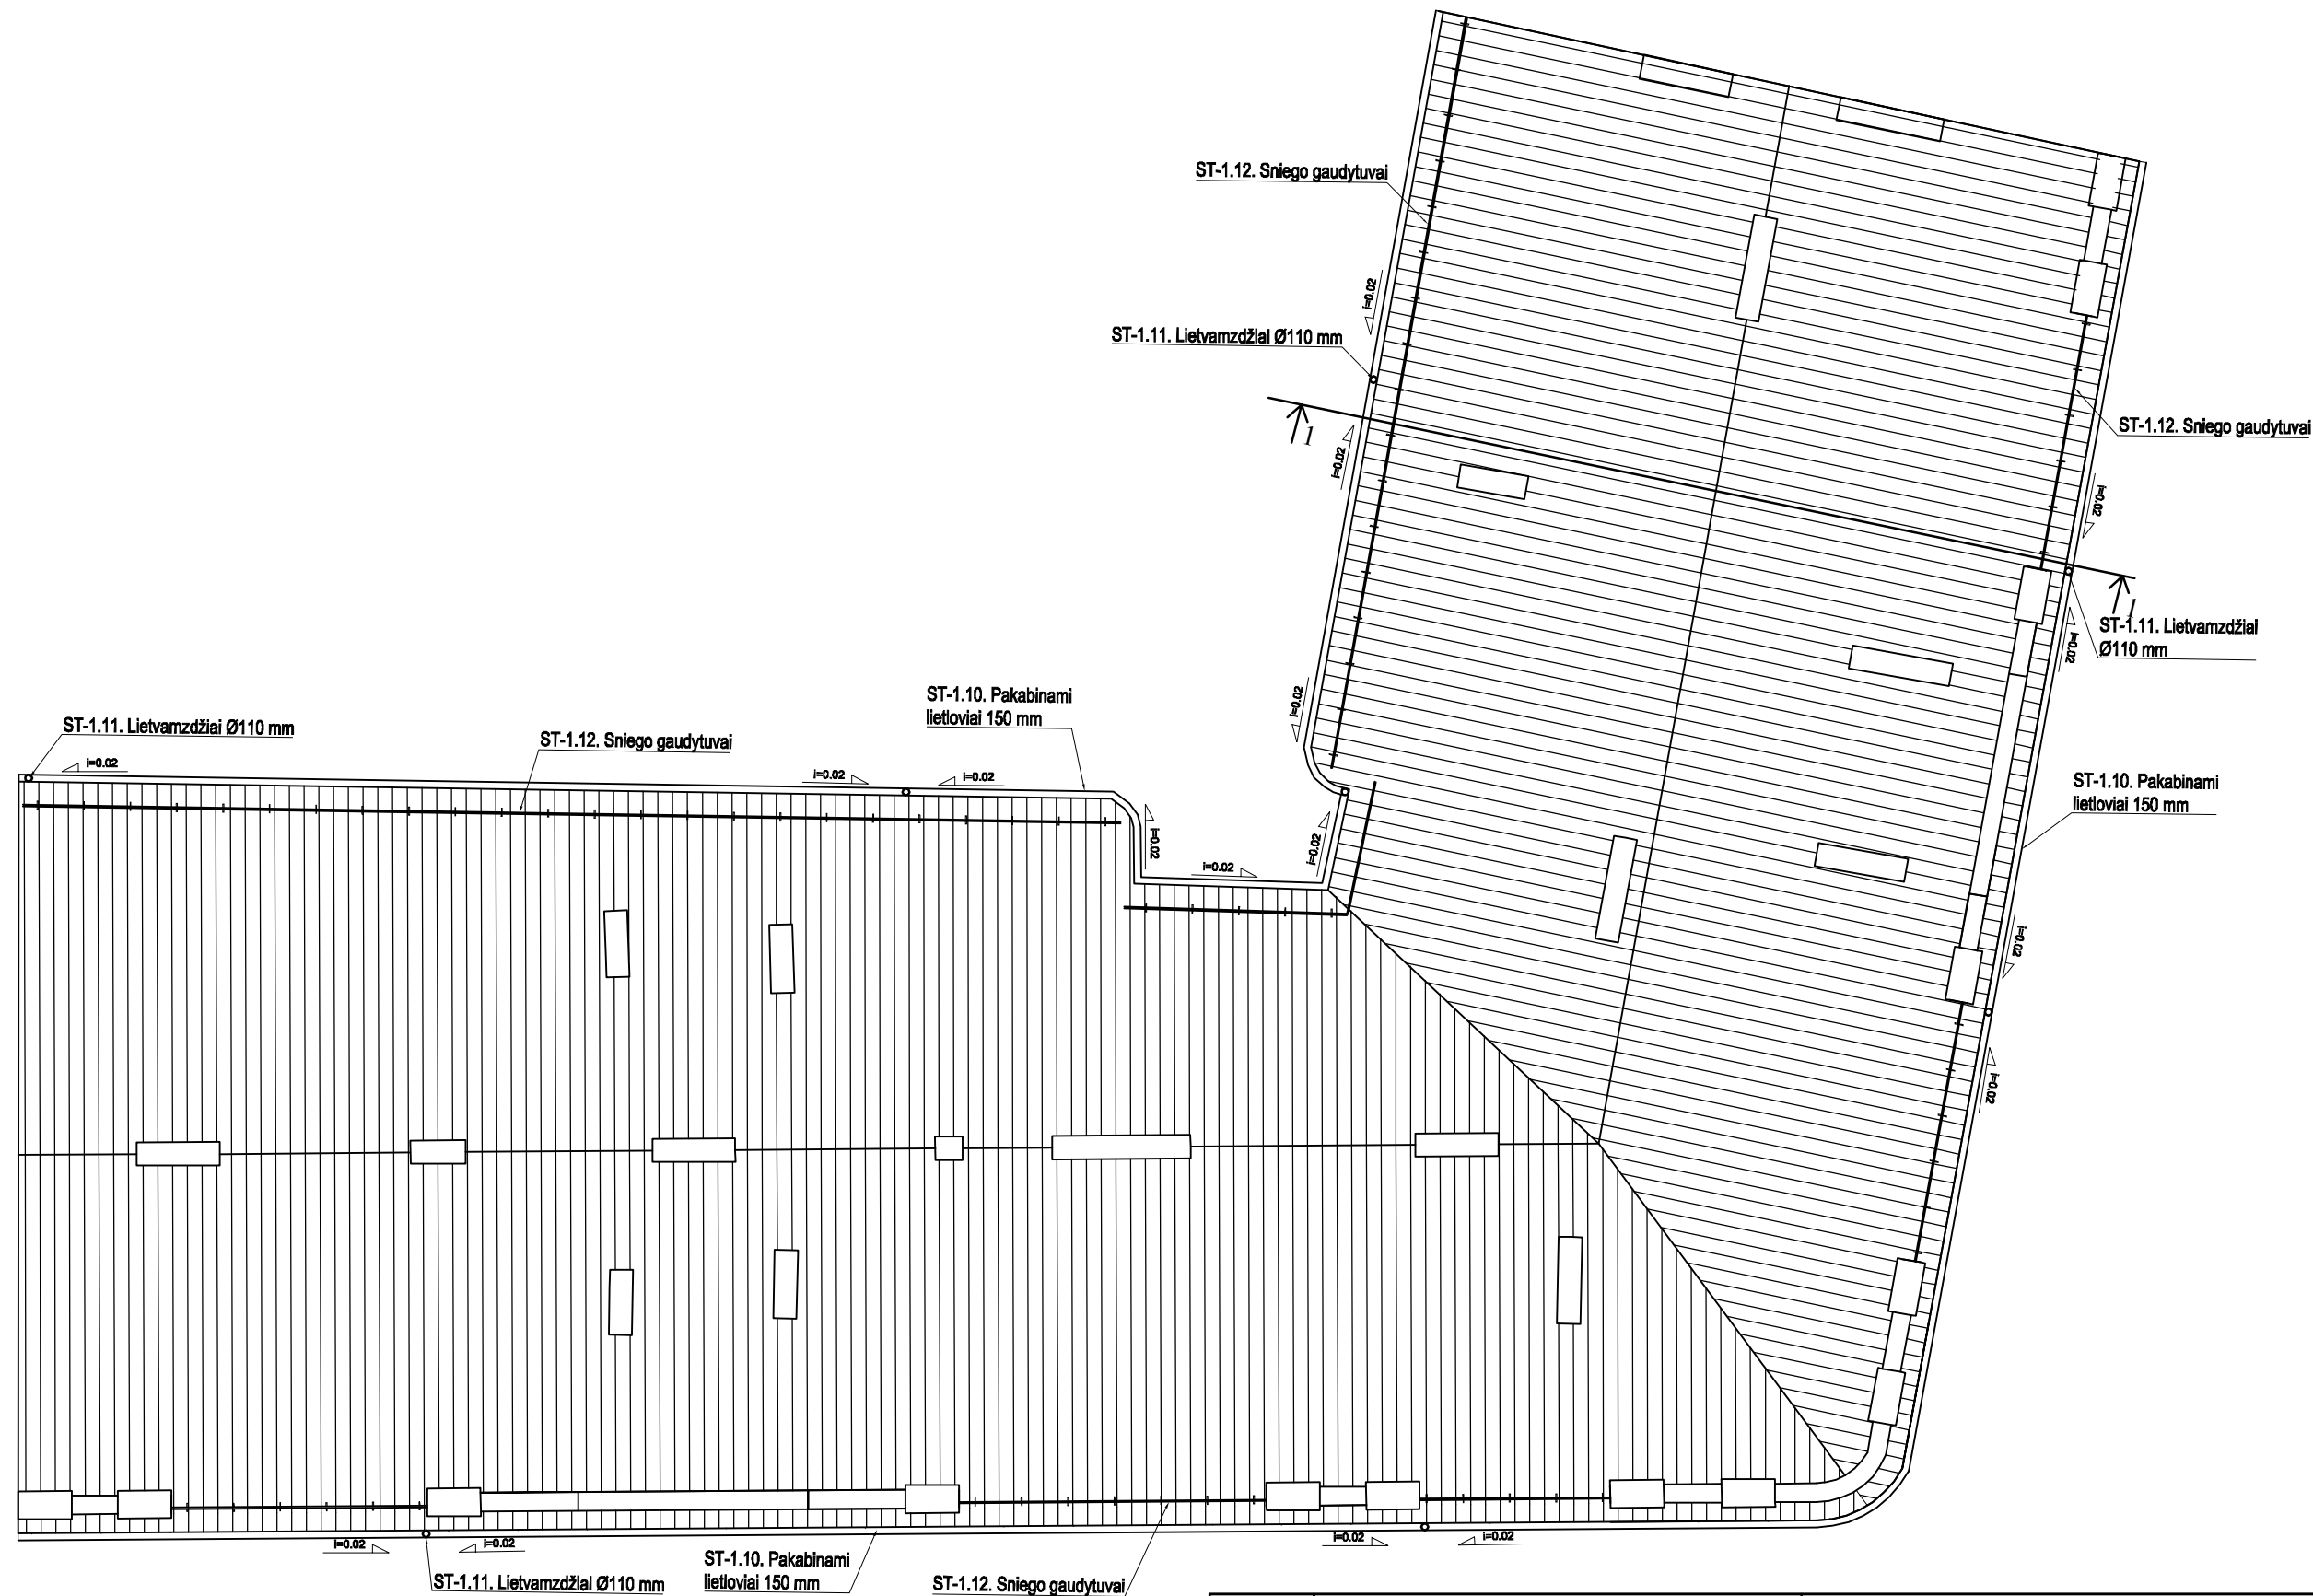 ST-1.12. Sniego gaudytuvai
i=0.02
ST-1.11. Lietvamzdžiai Ø110 mm
1
i=0.02
ST-1.12. Sniego gaudytuvai
i=0.02
1
ST-1.11. Lietvamzdžiai
Ø110 mm
i=0.02
i=0.02
ST-1.10. Pakabinami
lietloviai 150 mm
ST-1.11. Lietvamzdžiai Ø110 mm
ST-1.12. Sniego gaudytuvai
i=0.02
i=0.02
i=0.02
i=0.02
i=0.02
i=0.02
ST-1.10. Pakabinami
lietloviai 150 mm
i=0.02
i=0.02
i=0.02
i=0.02
i=0.02
i=0.02
ST-1.11. Lietvamzdžiai Ø110 mm
ST-1.10. Pakabinami
lietloviai 150 mm
ST-1.12. Sniego gaudytuvai